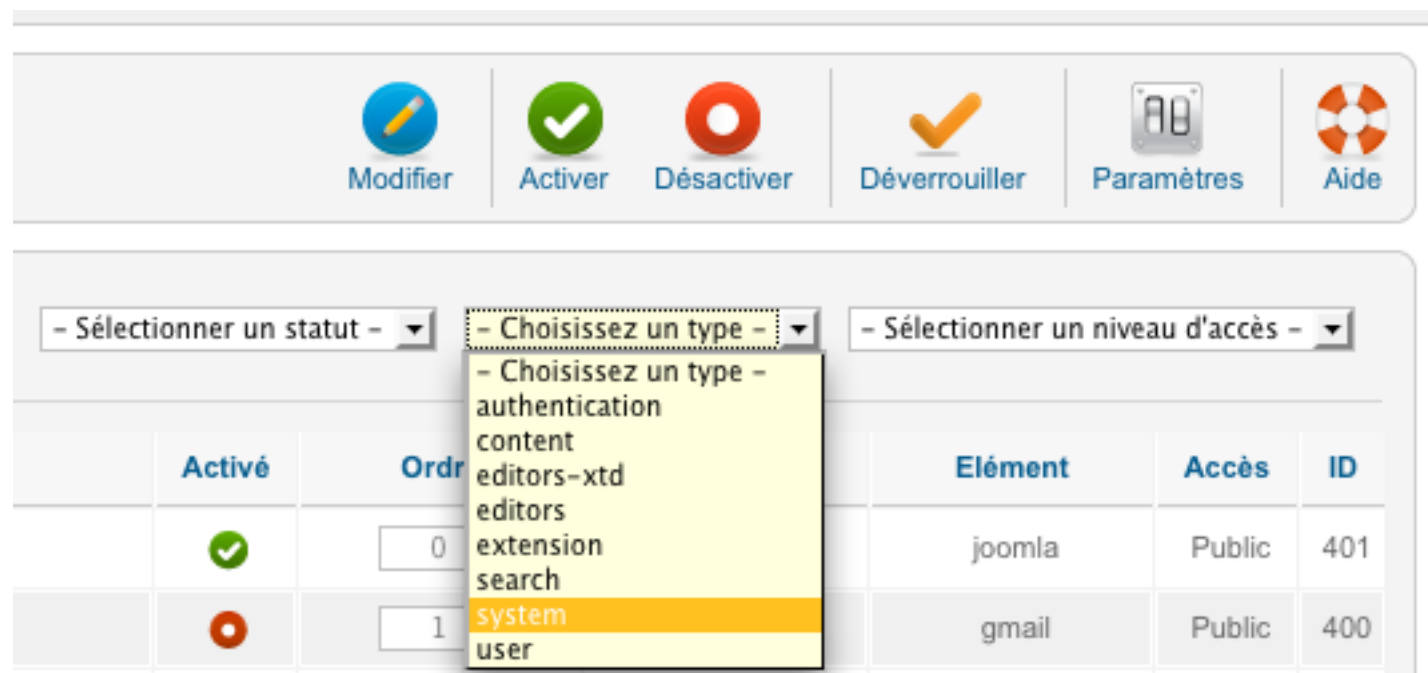 Modifier Activer Désactiver Déverrouiller Paramètres Aide
- Sélectionner un statut - - Choisissez un type - - Sélectionner un niveau d'accès -
- Choisissez un type -
authentication
content
editors-xtd
editors
extension
search
system
user
Activé Ordr Elément Accès ID
0 joomla Public 401
1 gmail Public 400